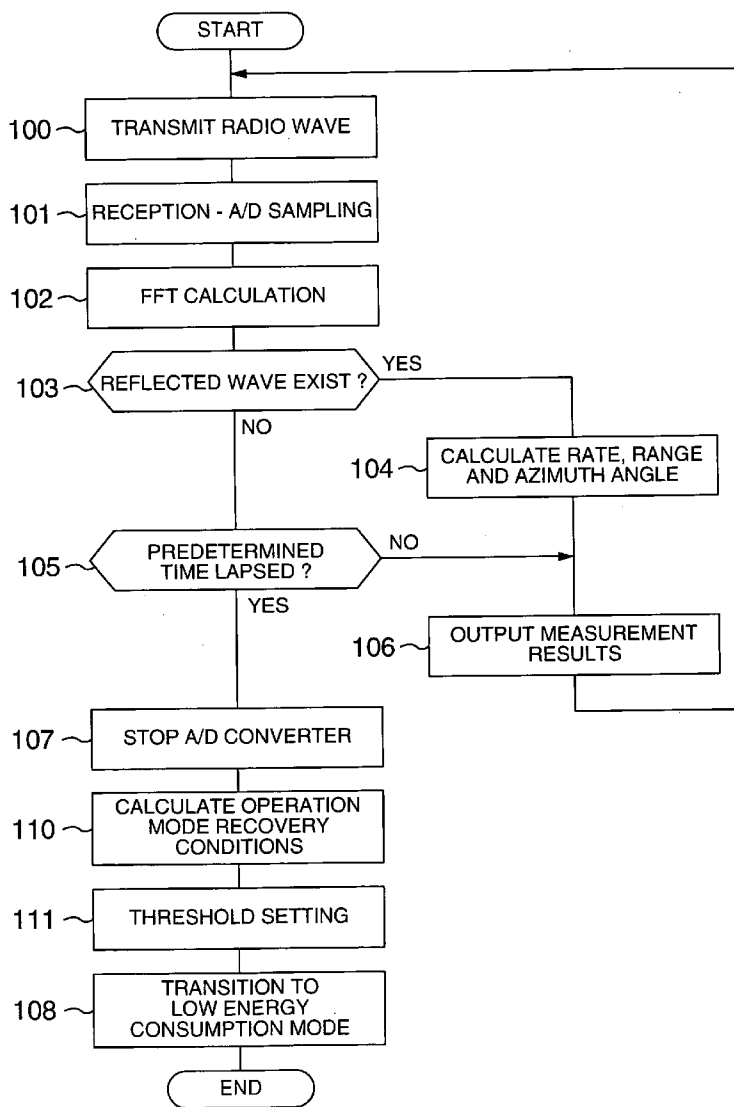 START
100
TRANSMIT RADIO WAVE
101
RECEPTION - A/D SAMPLING
102
FFT CALCULATION
103
REFLECTED WAVE EXIST ?
YES
NO
104
CALCULATE RATE, RANGE
AND AZIMUTH ANGLE
105
PREDETERMINED
TIME LAPSED ?
NO
YES
106
OUTPUT MEASUREMENT
RESULTS
107
STOP A/D CONVERTER
110
CALCULATE OPERATION
MODE RECOVERY
CONDITIONS
111
THRESHOLD SETTING
108
TRANSITION TO
LOW ENERGY
CONSUMPTION MODE
END